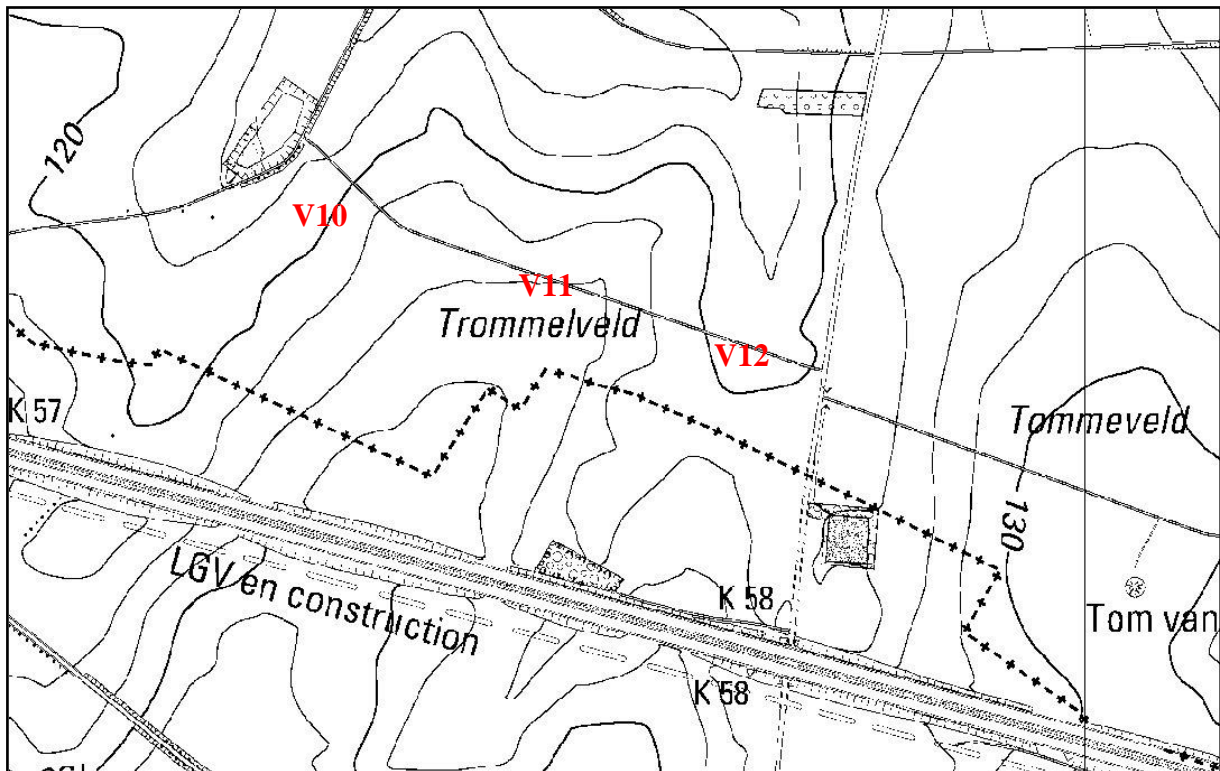 120
V10
V11
Trommelveld
V12
K 57
Tommeveld
130
LGV en construction
K 58
Tom van
K 58